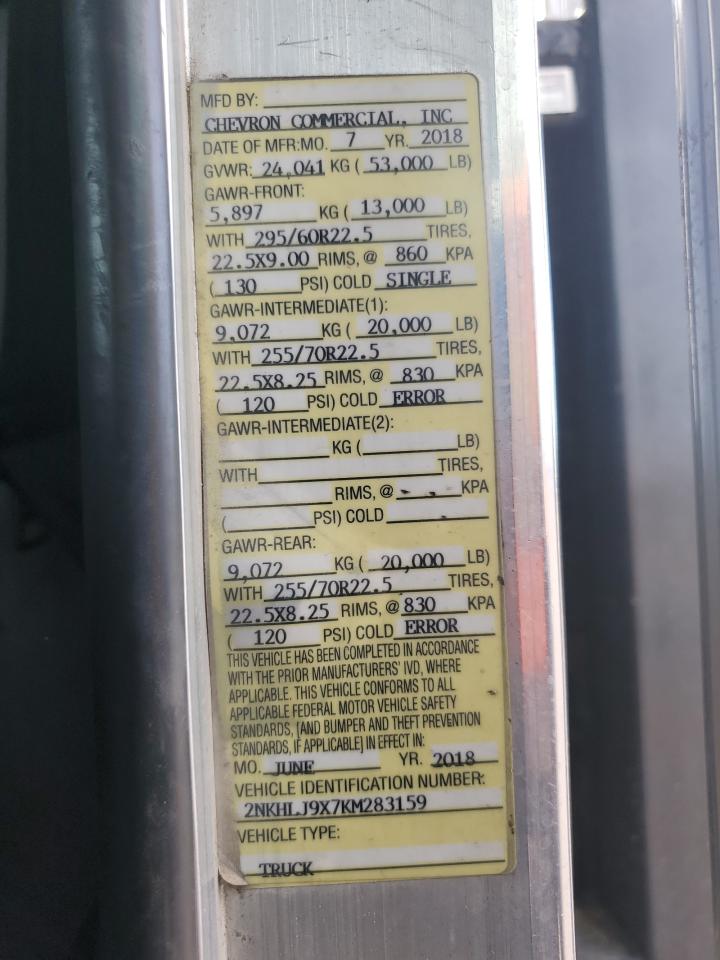 MFD BY:
CHEVRON COMMERCIAL, INC
DATE OF MFR:MO. 7 YR. 2018
GVWR: 24,041 KG ( 53,000 LB)
GAWR-FRONT:
5,897 KG ( 13,000 LB)
WITH 295/60R22.5 TIRES,
22.5X9.00 RIMS, @ 860 KPA
( 130 PSI) COLD SINGLE
GAWR-INTERMEDIATE(1):
9,072 KG ( 20,000 LB)
WITH 255/70R22.5 TIRES,
22.5X8.25 RIMS, @ 830 KPA
( 120 PSI) COLD ERROR
GAWR-INTERMEDIATE(2):
KG ( LB)
WITH TIRES,
RIMS, @ KPA
( PSI) COLD
GAWR-REAR:
9,072 KG ( 20,000 LB)
WITH 255/70R22.5 TIRES,
22.5X8.25 RIMS, @ 830 KPA
( 120 PSI) COLD ERROR
THIS VEHICLE HAS BEEN COMPLETED IN ACCORDANCE
WITH THE PRIOR MANUFACTURERS' IVD, WHERE
APPLICABLE. THIS VEHICLE CONFORMS TO ALL
APPLICABLE FEDERAL MOTOR VEHICLE SAFETY
STANDARDS, [AND BUMPER AND THEFT PREVENTION
STANDARDS, IF APPLICABLE] IN EFFECT IN:
MO. JUNE YR. 2018
VEHICLE IDENTIFICATION NUMBER:
2NKHLJ9X7KM283159
VEHICLE TYPE:
TRUCK